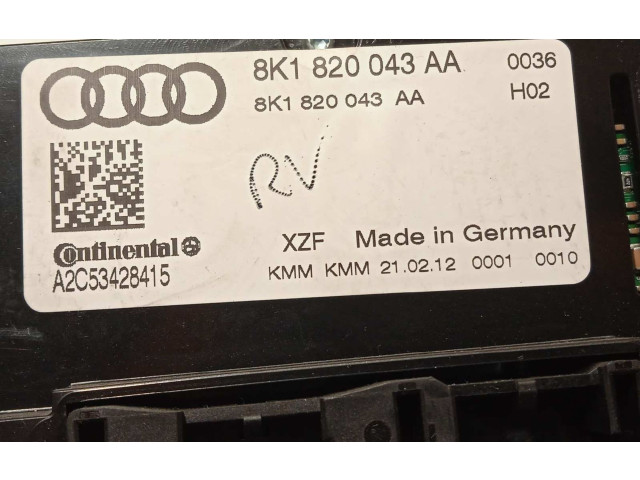 8K1 820 043 AA 0036
8K1 820 043 AA H02
RV
Continental
A2C53428415
XZF Made in Germany
KMM KMM 21.02.12 0001 0010